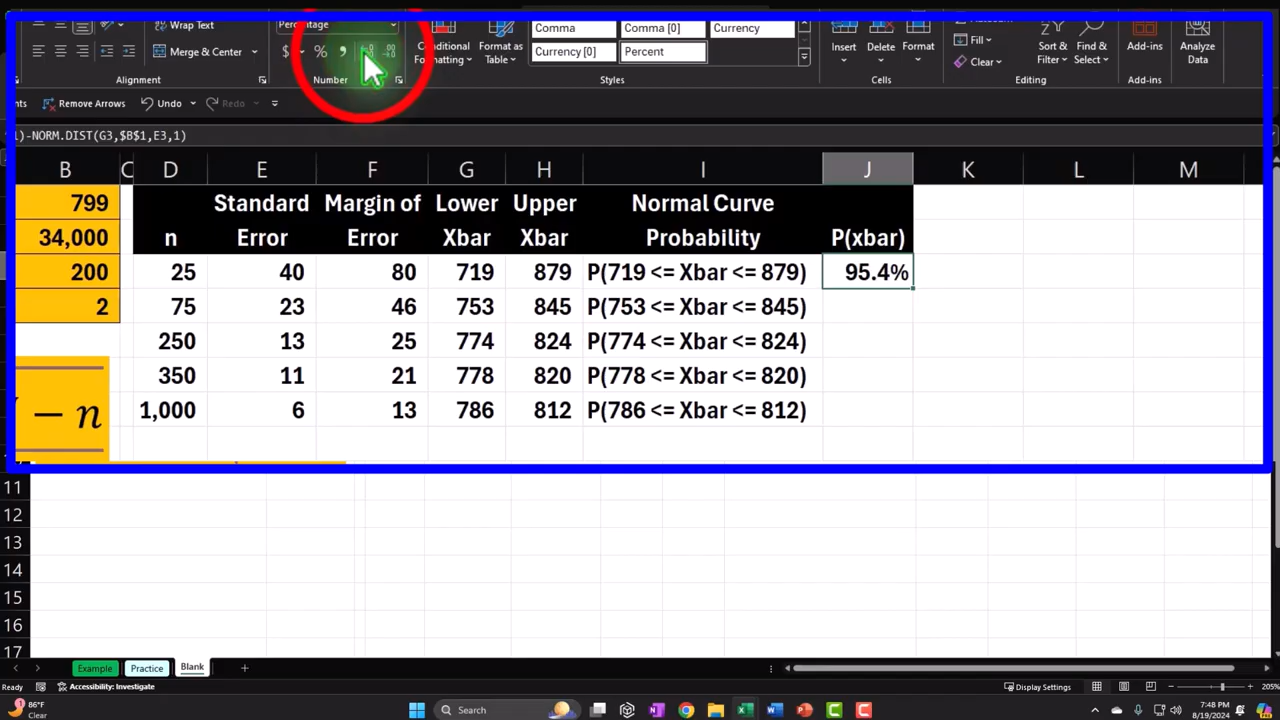 Wrap Text Percentage Comma Comma [0] Currency
Merge & Center $ % Conditional Formatting Format as Table Currency [0] Percent Insert Delete Format Fill Clear Sort & Filter Find & Select Add-ins Analyze Data
Alignment Number Styles Cells Editing Add-ins
Remove Arrows Undo Redo
)-NORM.DIST(G3,$B$1,E3,1)
B C D E F G H I J K L M
799 Standard Margin of Lower Upper Normal Curve
34,000 n Error Error Xbar Xbar Probability P(xbar)
200 25 40 80 719 879 P(719 <= Xbar <= 879) 95.4%
2 75 23 46 753 845 P(753 <= Xbar <= 845)
250 13 25 774 824 P(774 <= Xbar <= 824)
350 11 21 778 820 P(778 <= Xbar <= 820)
− n 1,000 6 13 786 812 P(786 <= Xbar <= 812)
11
12
13
14
15
16
17
Example Practice Blank +
Ready Accessibility: Investigate Display Settings 205%
86°F
Clear
Search
7:48 PM
8/19/2024